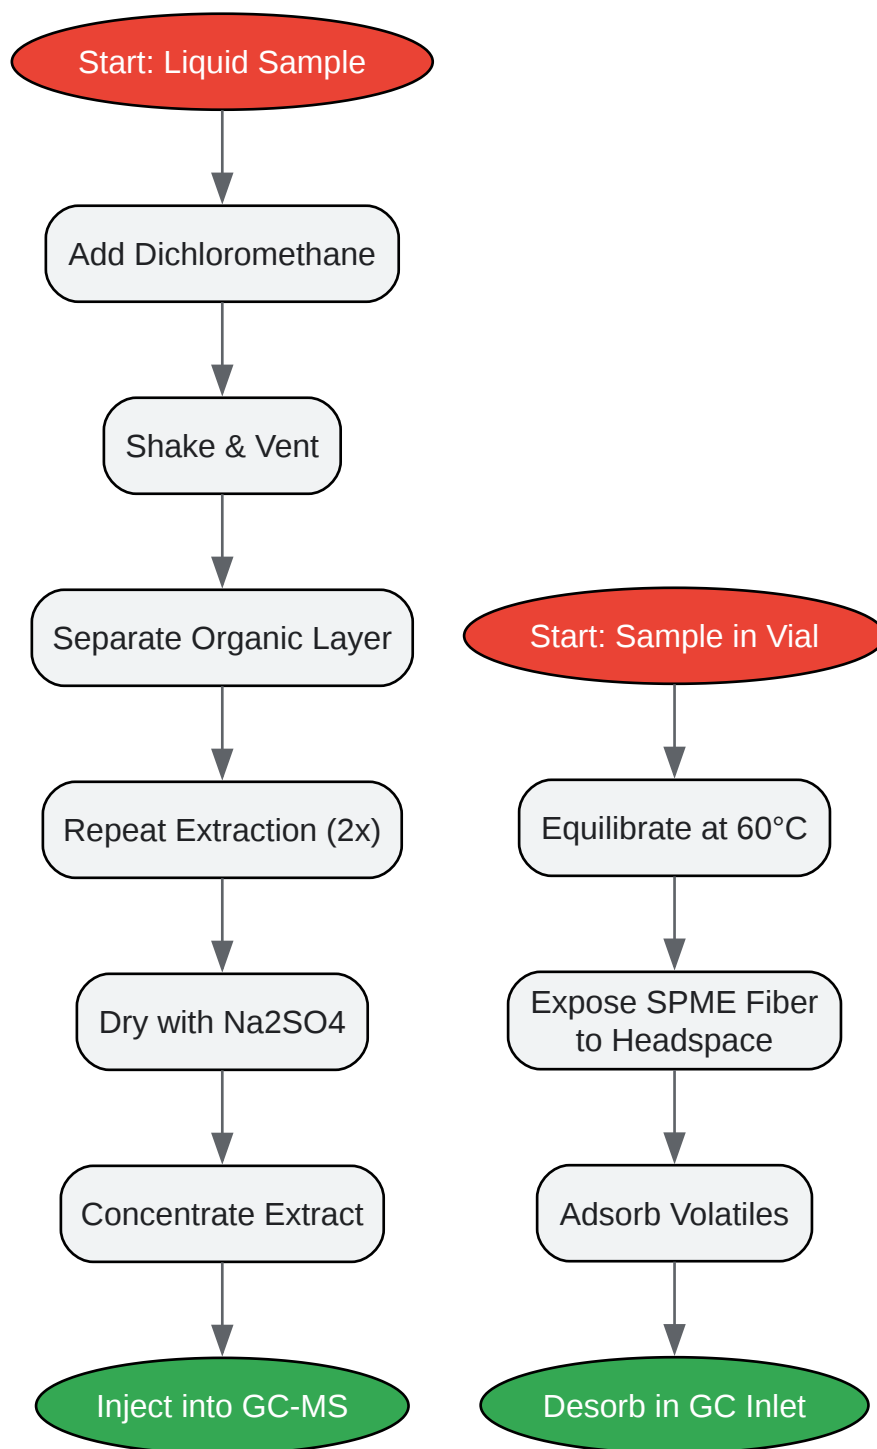 Start: Liquid Sample
Add Dichloromethane
Shake & Vent
Separate Organic Layer
Repeat Extraction (2x)
Dry with Na2SO4
Concentrate Extract
Inject into GC-MS
Start: Sample in Vial
Equilibrate at 60°C
Expose SPME Fiber
to Headspace
Adsorb Volatiles
Desorb in GC Inlet